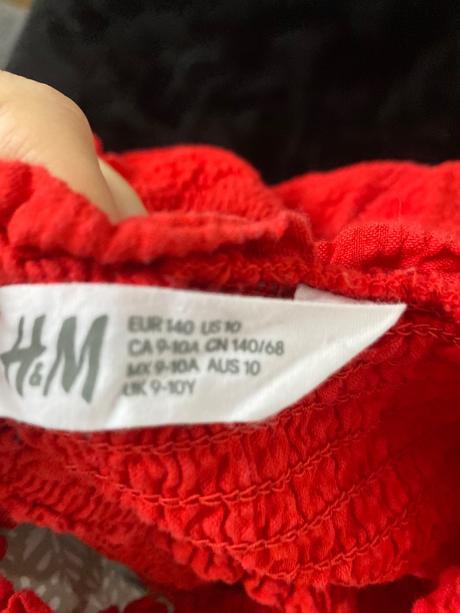 H&M
EUR 140 US 10
CA 9-10A CN 140/68
MX 9-10A AUS 10
UK 9-10Y